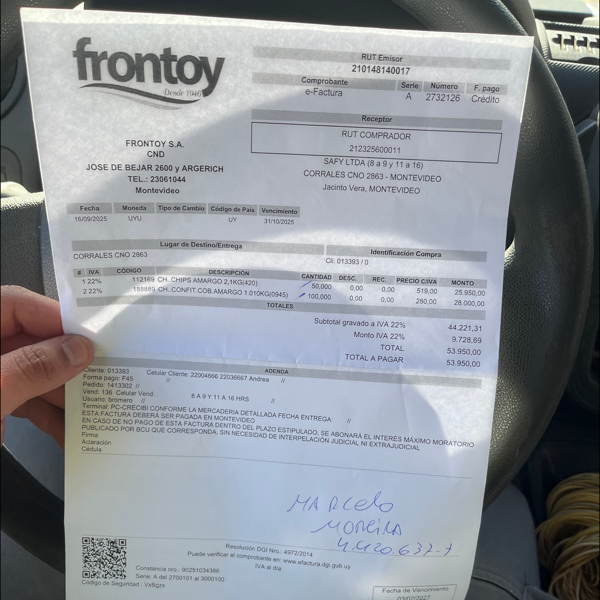 frontoy
Desde 1946
RUT Emisor
210148140017
Comprobante Serie Número F. pago
e-Factura A 2732126 Crédito
Receptor
RUT COMPRADOR
212325600011
SAFY LTDA (8 a 9 y 11 a 16)
CORRALES CNO 2863 - MONTEVIDEO
Jacinto Vera, MONTEVIDEO
FRONTOY S.A.
CND
JOSE DE BEJAR 2600 y ARGERICH
TEL.: 23061044
Montevideo
Fecha Moneda Tipo de Cambio Código de País Vencimiento
16/09/2025 UYU UY 31/10/2025
Lugar de Destino/Entrega Identificación Compra
CORRALES CNO 2863 Cli: 013393 / 0
# IVA CÓDIGO DESCRIPCIÓN CANTIDAD DESC. REC. PRECIO C/IVA MONTO
1 22% 112169 CH. CHIPS AMARGO 2,1KG(420) 50,000 0,00 0,00 519,00 25.950,00
2 22% 188689 CH.CONFIT.COB.AMARGO 1.010KG(0945) 100,000 0,00 0,00 280,00 28.000,00
TOTALES
Subtotal gravado a IVA 22% 44.221,31
Monto IVA 22% 9.728,69
TOTAL 53.950,00
TOTAL A PAGAR 53.950,00
ADENDA
Cliente: 013393 Celular Cliente: 22004666 22036667 Andrea //
Forma pago: F45 //
Pedido: 1413302 //
Vend: 136 Celular Vend: 8 A 9 Y 11 A 16 HRS //
Usuario: bromero //
Terminal: PC-CRECIBI CONFORME LA MERCADERIA DETALLADA FECHA ENTREGA: //
ESTA FACTURA DEBERÁ SER PAGADA EN MONTEVIDEO
EN CASO DE NO PAGO DE ESTA FACTURA DENTRO DEL PLAZO ESTIPULADO, SE ABONARÁ EL INTERÉS MÁXIMO MORATORIO
PUBLICADO POR BCU QUE CORRESPONDA, SIN NECESIDAD DE INTERPELACIÓN JUDICIAL NI EXTRAJUDICIAL
Firma
Aclaración
Cédula
MARCELO
MOREIRA
4.420.637-7
Resolución DGI Nro.: 4972/2014
Puede verificar el comprobante en: www.efactura.dgi.gub.uy
IVA al día
Constancia nro.: 90251034386
Serie: A del 2700101 al 3000100
Código de Seguridad : VxBgzx
Fecha de Vencimiento